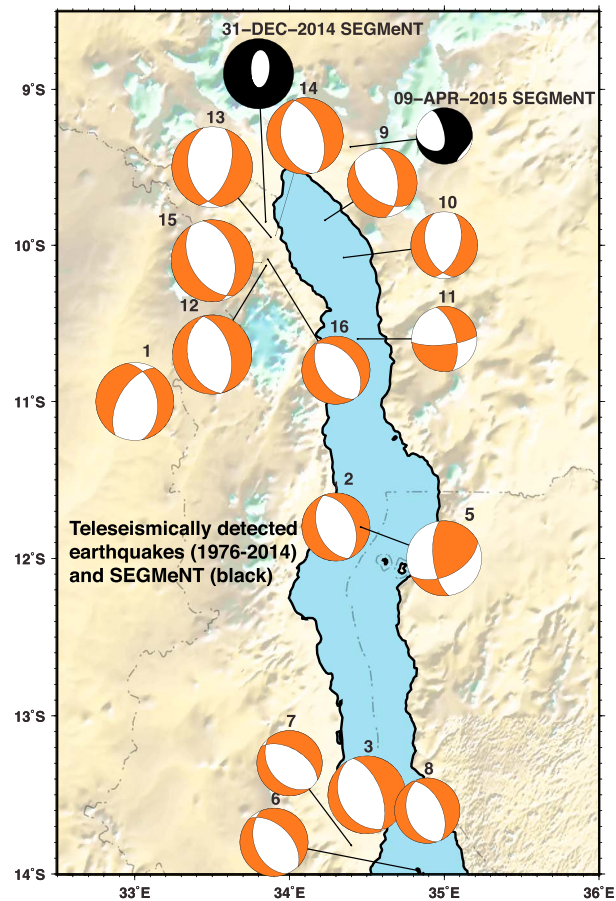 31–DEC–2014 SEGMeNT
14
9°S
09–APR–2015 SEGMeNT
13
9
10
15
10°S
11
12
16
1
11°S
2
5
Teleseismically detected
earthquakes (1976-2014)
and SEGMeNT (black)
12°S
13°S
7
3
8
6
14°S
33°E
34°E
35°E
36°E